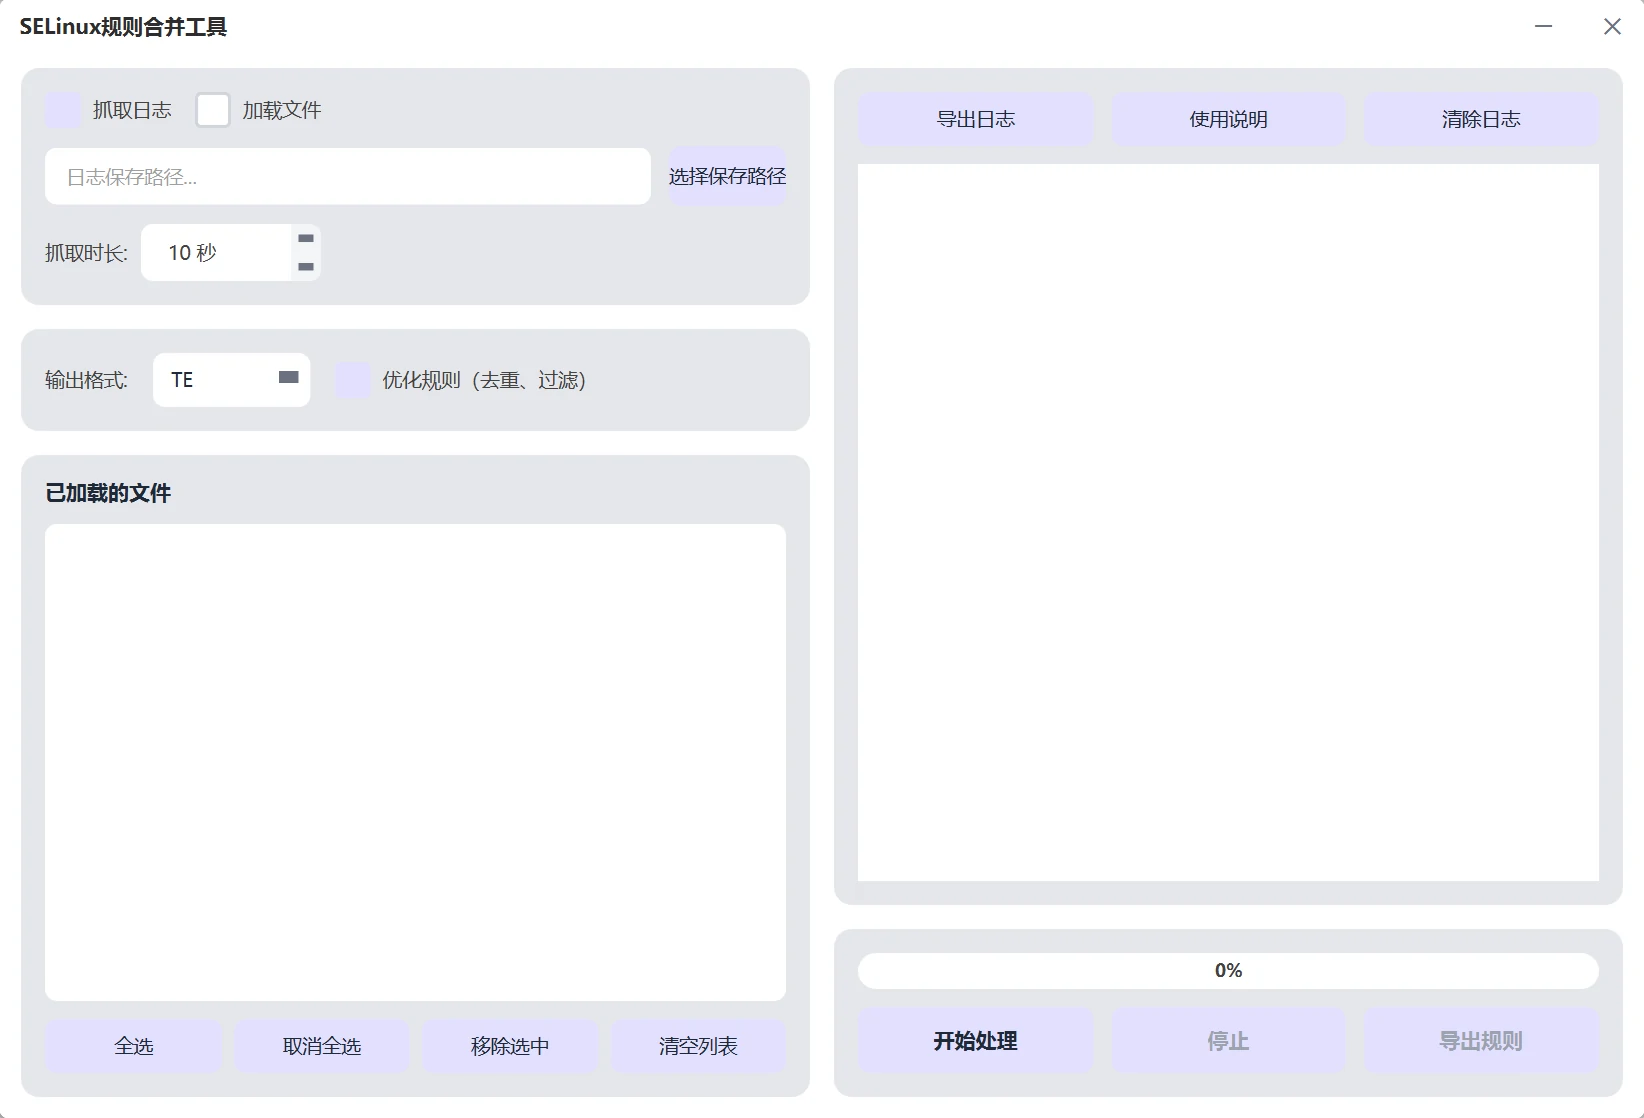 SELinux规则合并工具
抓取日志 加载文件
日志保存路径... 选择保存路径
抓取时长: 10 秒
输出格式: TE 优化规则（去重、过滤）
已加载的文件
全选 取消全选 移除选中 清空列表
导出日志 使用说明 清除日志
0%
开始处理 停止 导出规则